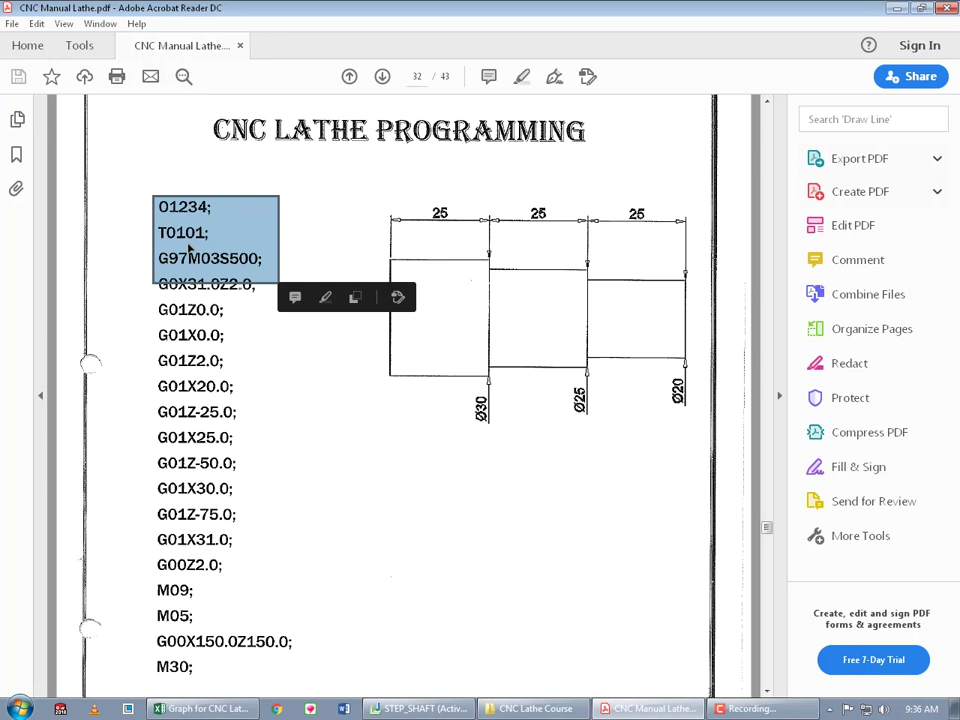 CNC Manual Lathe.pdf - Adobe Acrobat Reader DC
File Edit View Window Help
Home Tools CNC Manual Lathe.... × ? Sign In
32 / 43 Share
CNC LATHE PROGRAMMING
O1234;
T0101;
G97M03S500;
G0X31.0Z2.0;
G01Z0.0;
G01X0.0;
G01Z2.0;
G01X20.0;
G01Z-25.0;
G01X25.0;
G01Z-50.0;
G01X30.0;
G01Z-75.0;
G01X31.0;
G00Z2.0;
M09;
M05;
G00X150.0Z150.0;
M30;
25 25 25
Ø30 Ø25 Ø20
Search 'Draw Line'
Export PDF
Create PDF
Edit PDF
Comment
Combine Files
Organize Pages
Redact
Protect
Compress PDF
Fill & Sign
Send for Review
More Tools
Create, edit and sign PDF
forms & agreements
Free 7-Day Trial
Graph for CNC Lat... STEP_SHAFT (Activ... CNC Lathe Course CNC Manual Lathe... Recording... 9:36 AM